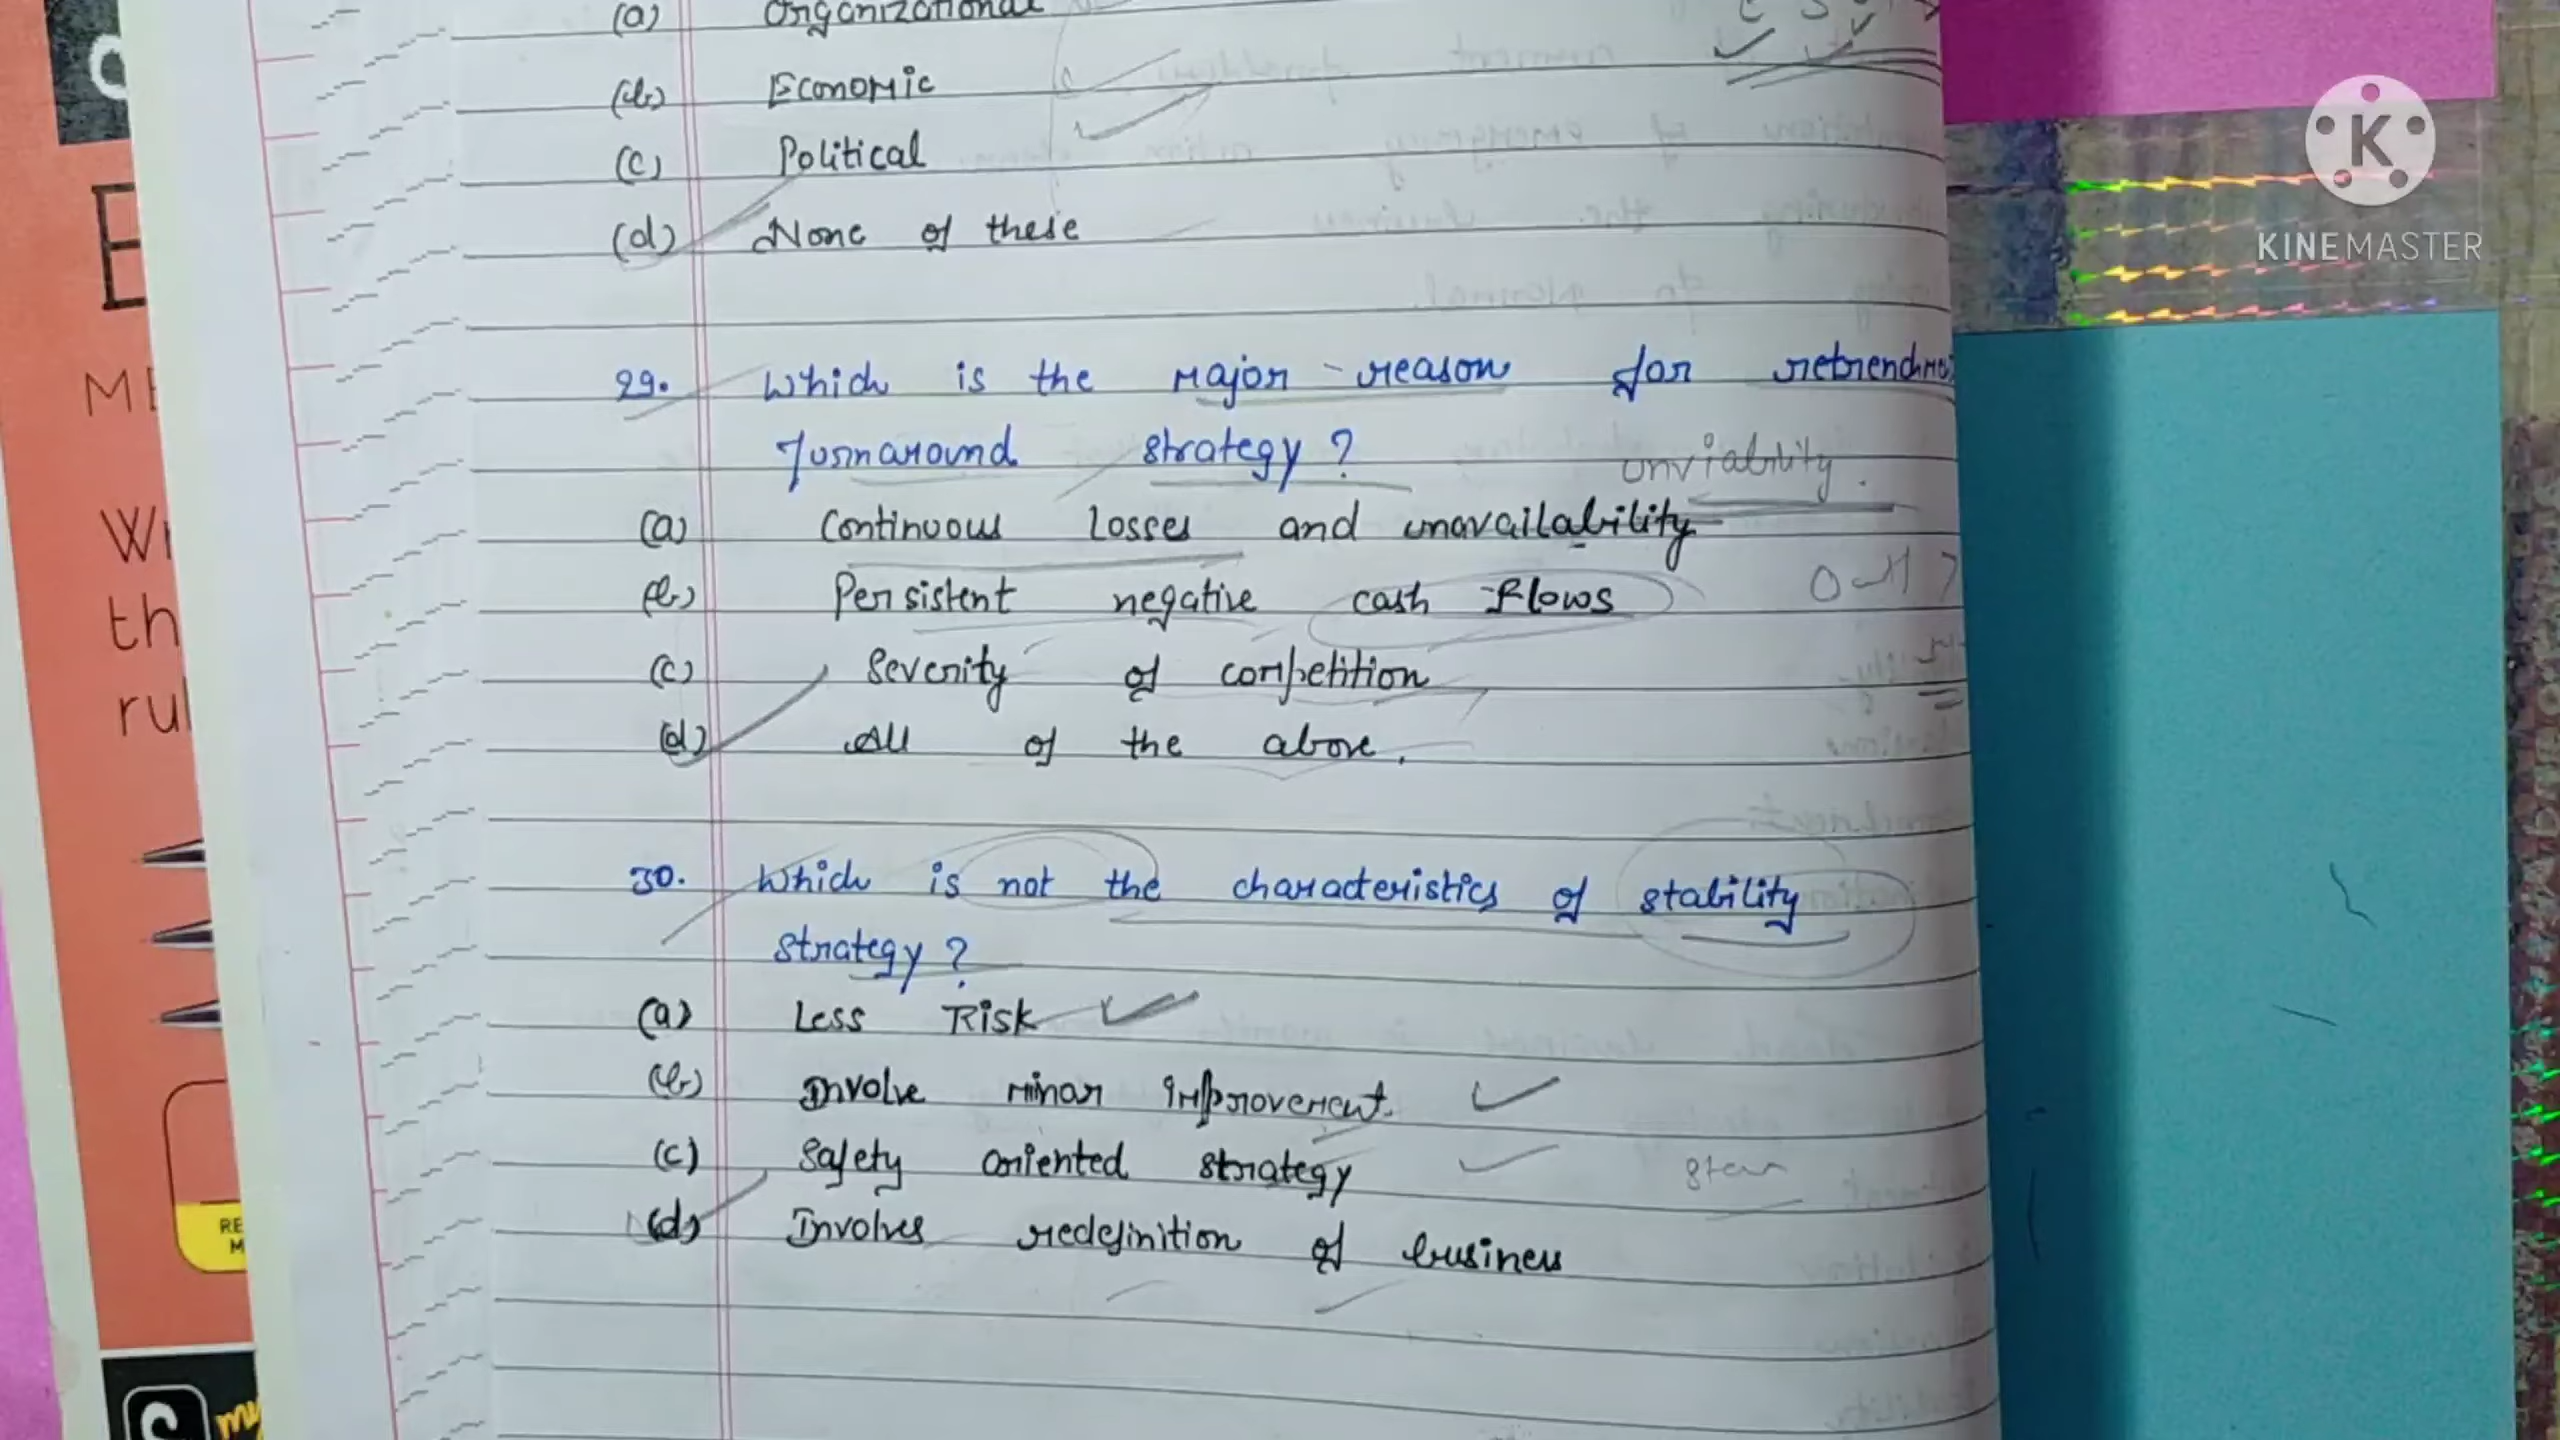 (a) Organizational
(b) Economic
(c) Political
(d) None of these
29. Which is the major reason for
Turnaround strategy?
unviability.
(a) Continuous Losses and unavailability
(b) Persistent negative cash flows
(c) Severity of competition
(d) All of the above.
30. Which is not the characteristics of stability
strategy?
(a) Less Risk
(b) Involve minor improvement.
(c) Safety oriented strategy
(d) Involves redefinition of business
K
KINEMASTER